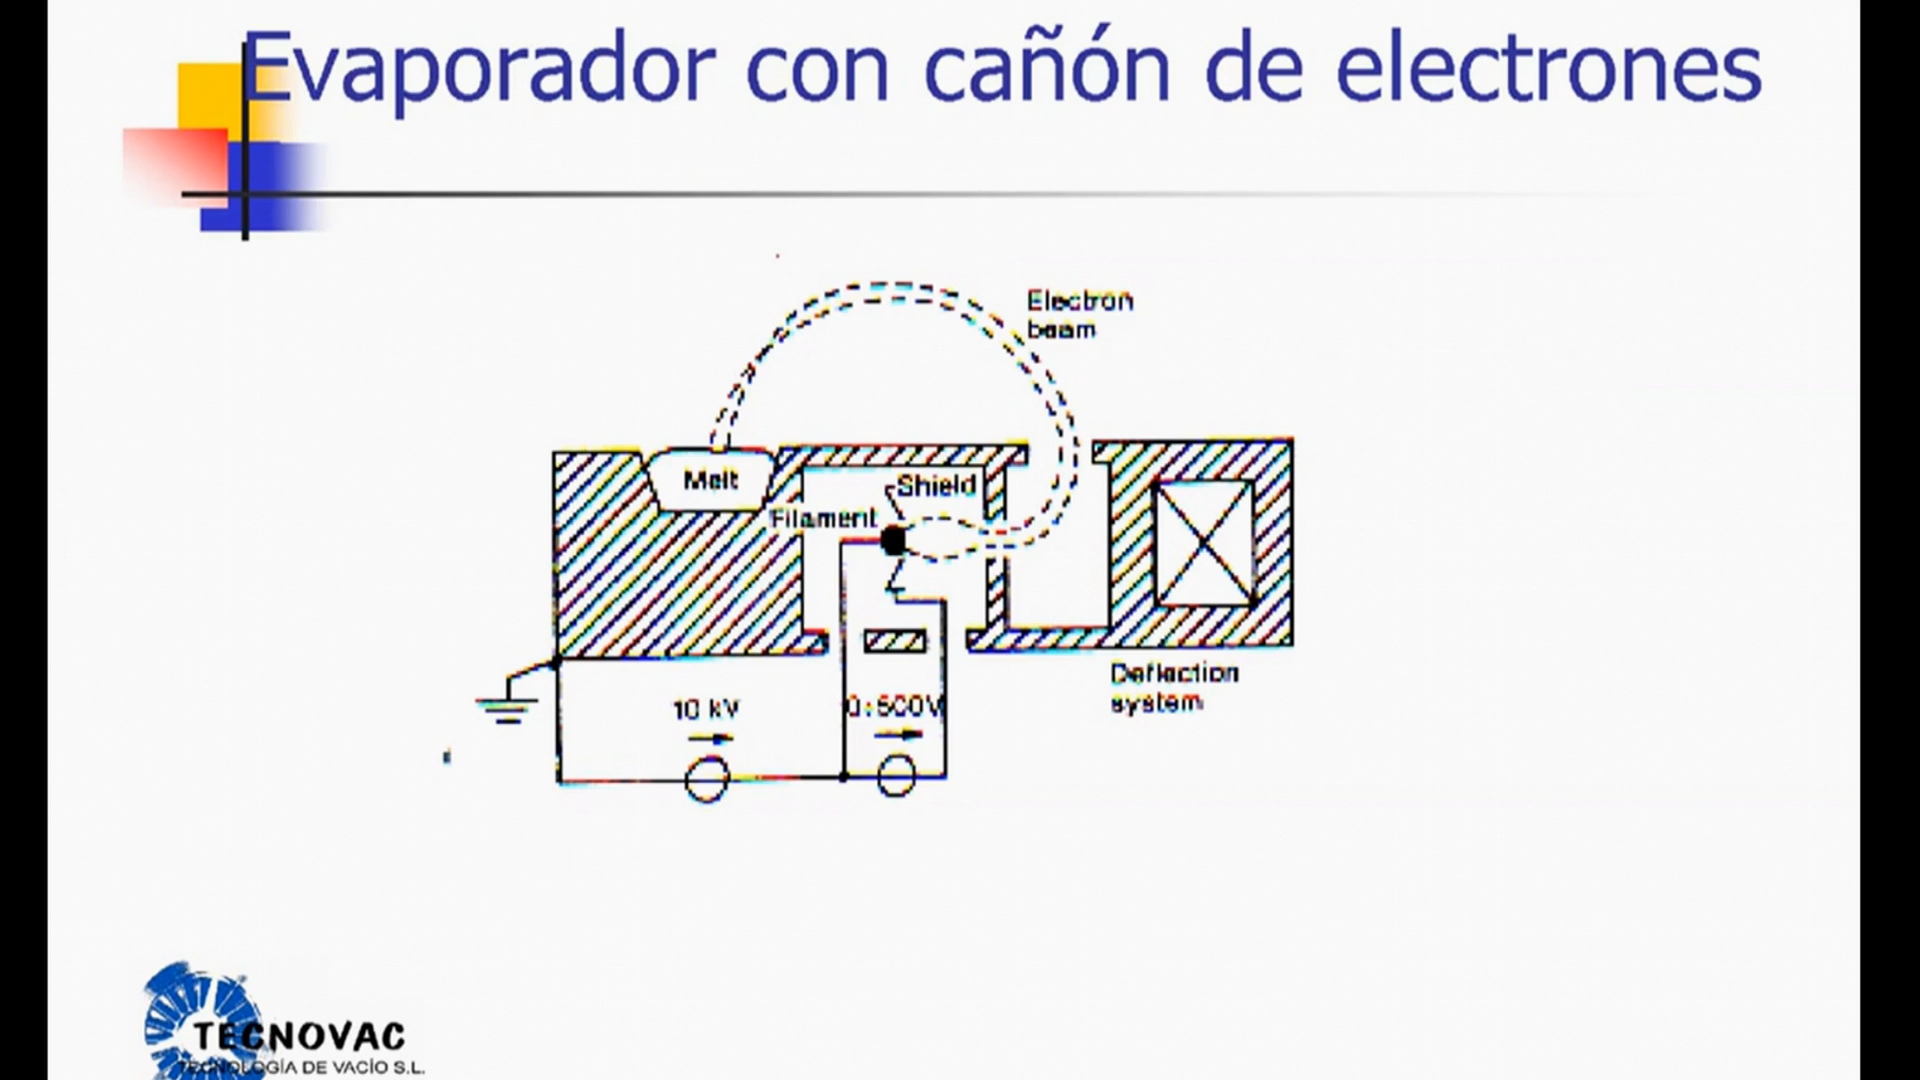 Evaporador con cañón de electrones
Electron
beam
Melt
Shield
Filament
Deflection
system
10 kV
0:500V
TECNOVAC
TECNOLOGÍA DE VACÍO S.L.